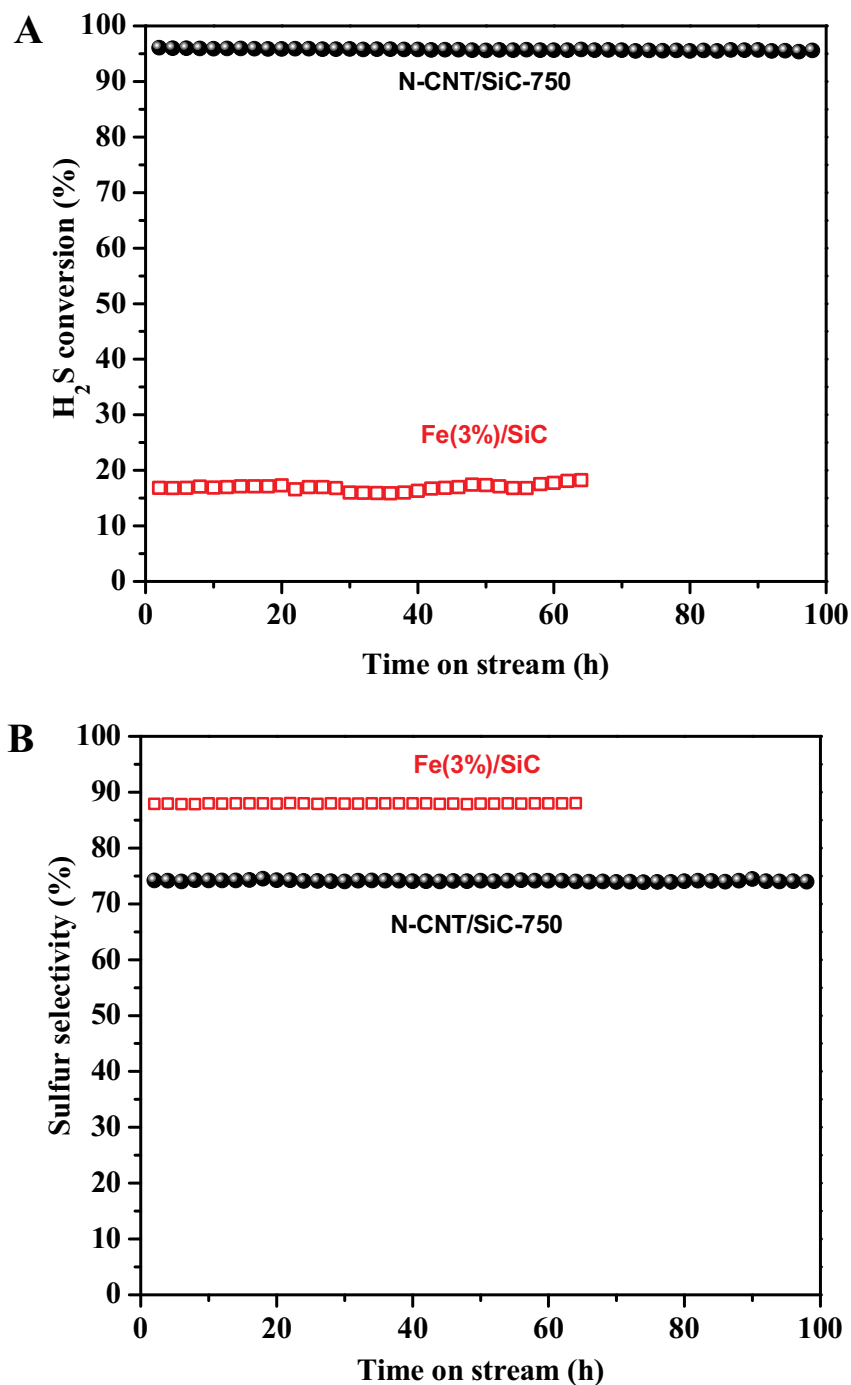 A
100
90
80
70
60
50
40
30
20
10
0
H2S conversion (%)
N-CNT/SiC-750
Fe(3%)/SiC
0 20 40 60 80 100
Time on stream (h)
B
100
90
80
70
60
50
40
30
20
10
0
Sulfur selectivity (%)
Fe(3%)/SiC
N-CNT/SiC-750
0 20 40 60 80 100
Time on stream (h)